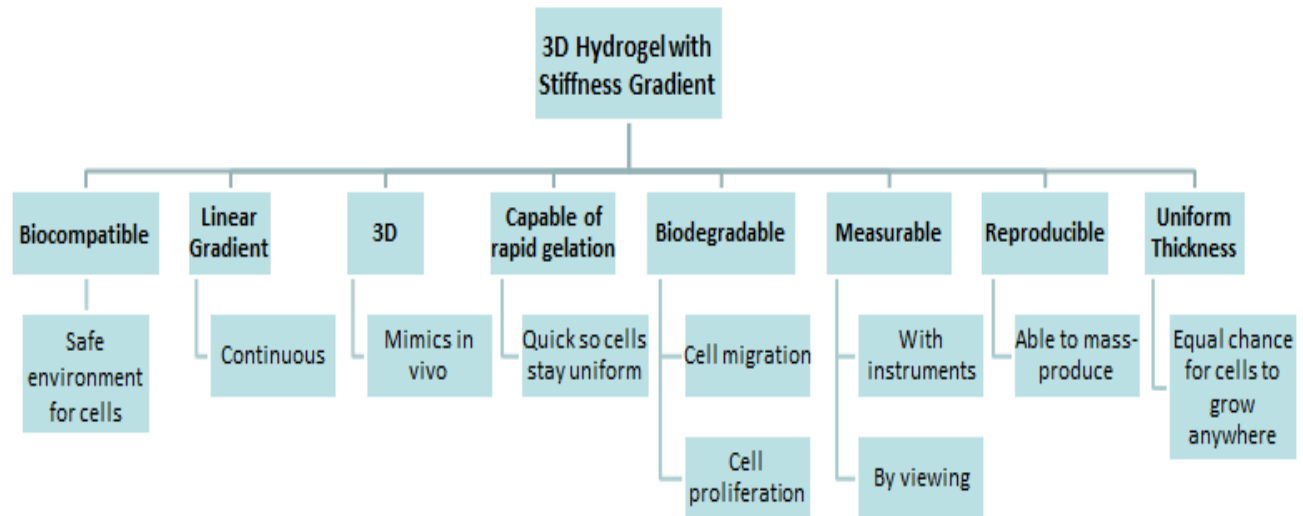 3D Hydrogel with
Stiffness Gradient
Biocompatible
Linear
Gradient
3D
Capable of
rapid gelation
Biodegradable
Measurable
Reproducible
Uniform
Thickness
Safe
environment
for cells
Continuous
Mimics in
vivo
Quick so cells
stay uniform
Cell migration
Cell
proliferation
With
instruments
By viewing
Able to mass-
produce
Equal chance
for cells to
grow
anywhere